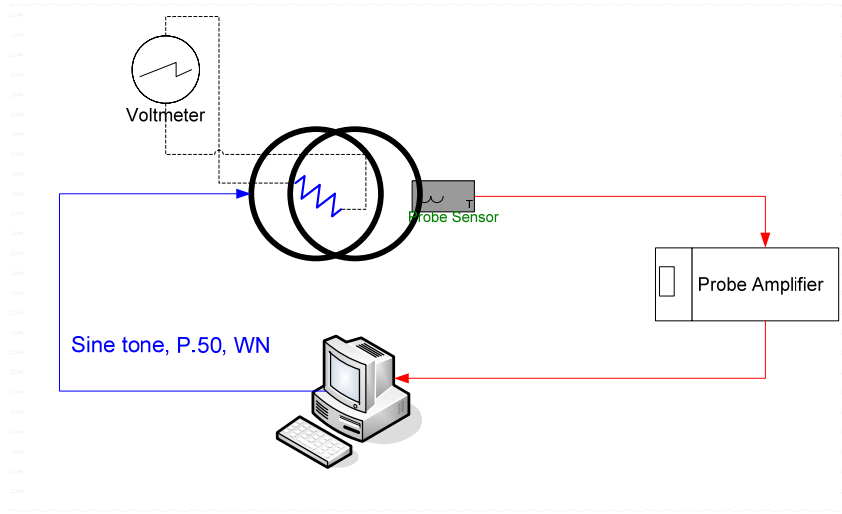 Voltmeter
T
Probe Sensor
Probe Amplifier
Sine tone, P.50, WN